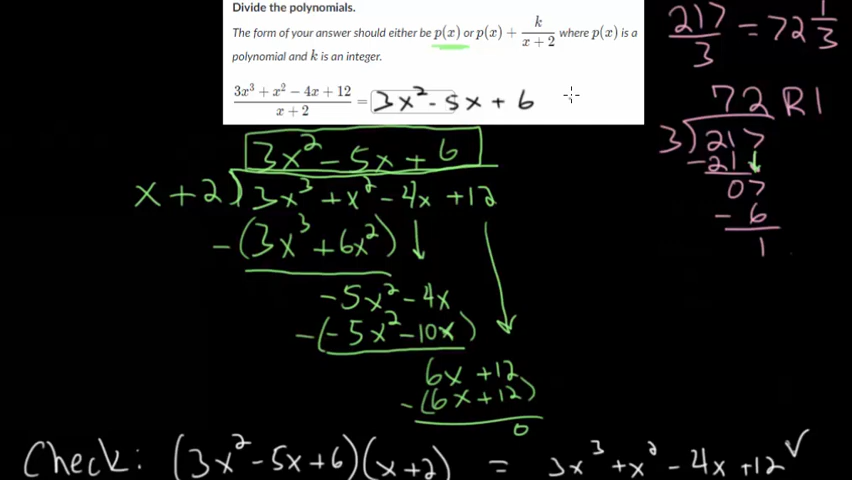 Divide the polynomials.
The form of your answer should either be p(x) or p(x) + k/(x + 2) where p(x) is a
polynomial and k is an integer.
(3x³ + x² − 4x + 12)/(x + 2) = 3x² - 5x + 6
3x² - 5x + 6
x + 2) 3x³ + x² - 4x + 12
-(3x³ + 6x²)
-5x² - 4x
-(-5x² - 10x)
6x + 12
-(6x + 12)
0
Check: (3x² - 5x + 6)(x + 2) = 3x³ + x² - 4x + 12 ✓
217/3 = 72 1/3
72 R1
3) 217
-21
07
- 6
1